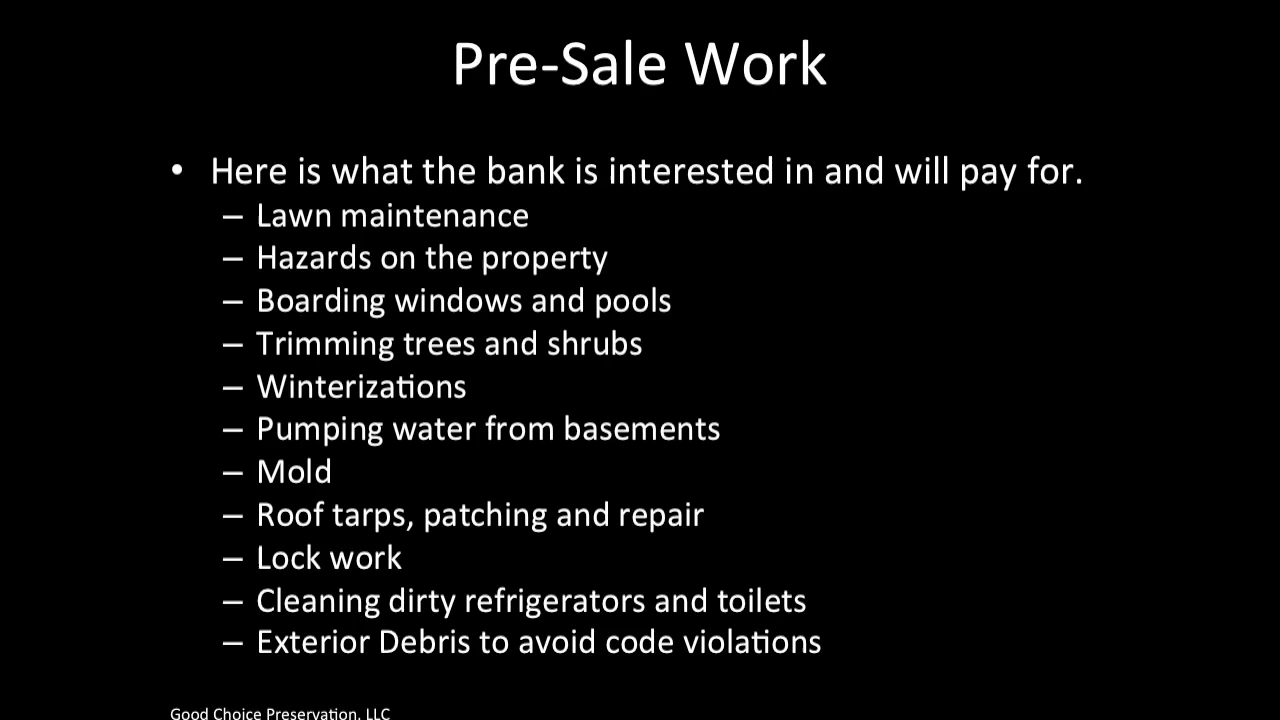 Pre-Sale Work
• Here is what the bank is interested in and will pay for.
– Lawn maintenance
– Hazards on the property
– Boarding windows and pools
– Trimming trees and shrubs
– Winterizations
– Pumping water from basements
– Mold
– Roof tarps, patching and repair
– Lock work
– Cleaning dirty refrigerators and toilets
– Exterior Debris to avoid code violations
Good Choice Preservation, LLC